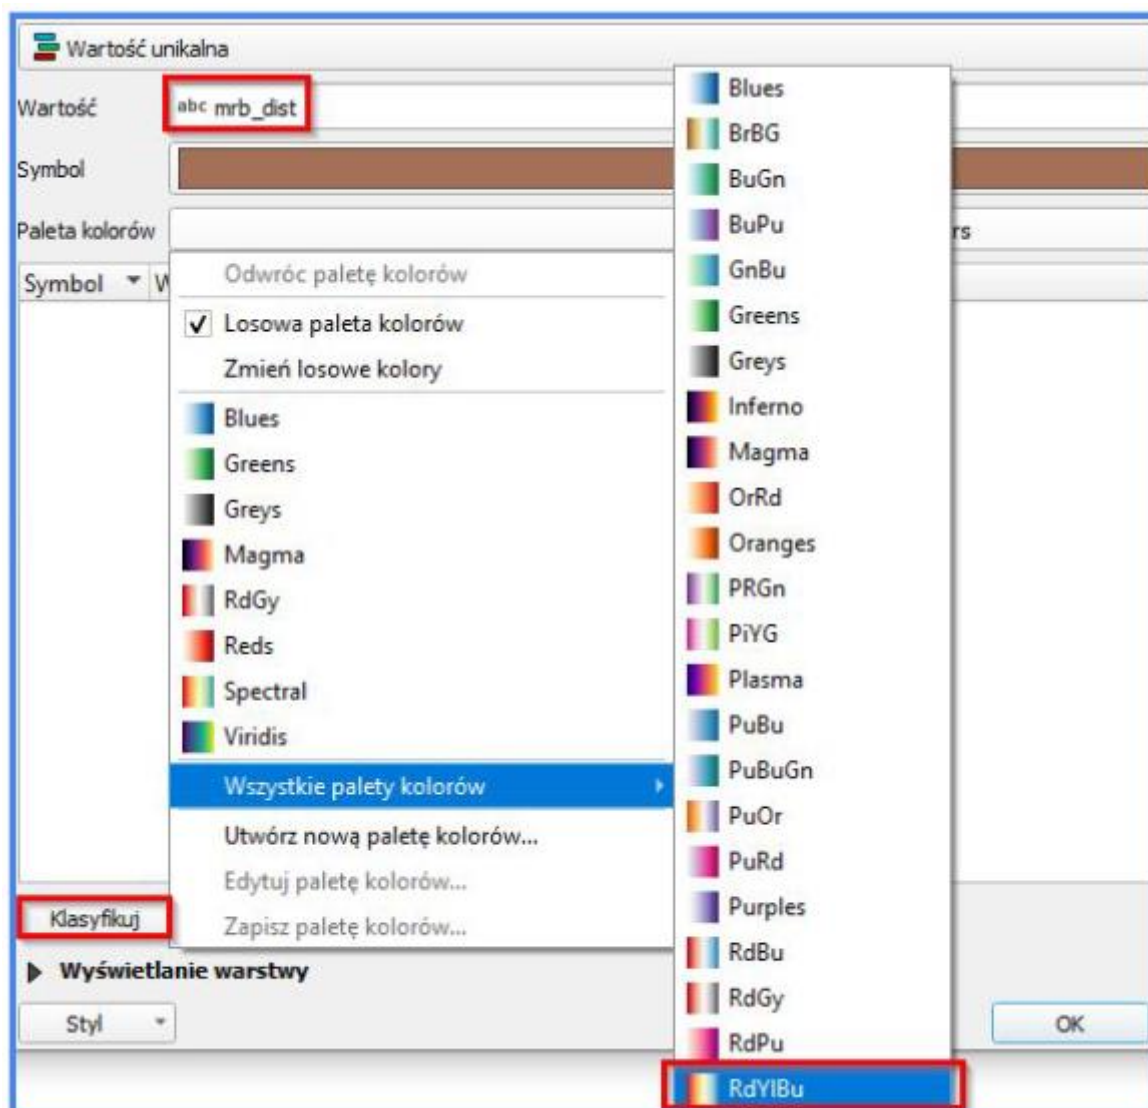 Wartość unikalna
Wartość abc mrb_dist
Symbol
Paleta kolorów rs
Symbol W
Odwróc paletę kolorów
Losowa paleta kolorów
Zmień losowe kolory
Blues
Greens
Greys
Magma
RdGy
Reds
Spectral
Viridis
Wszystkie palety kolorów
Utwórz nową paletę kolorów...
Edytuj paletę kolorów...
Zapisz paletę kolorów...
Blues
BrBG
BuGn
BuPu
GnBu
Greens
Greys
Inferno
Magma
OrRd
Oranges
PRGn
PiYG
Plasma
PuBu
PuBuGn
PuOr
PuRd
Purples
RdBu
RdGy
RdPu
RdYlBu
Klasyfikuj
Wyświetlanie warstwy
Styl
OK